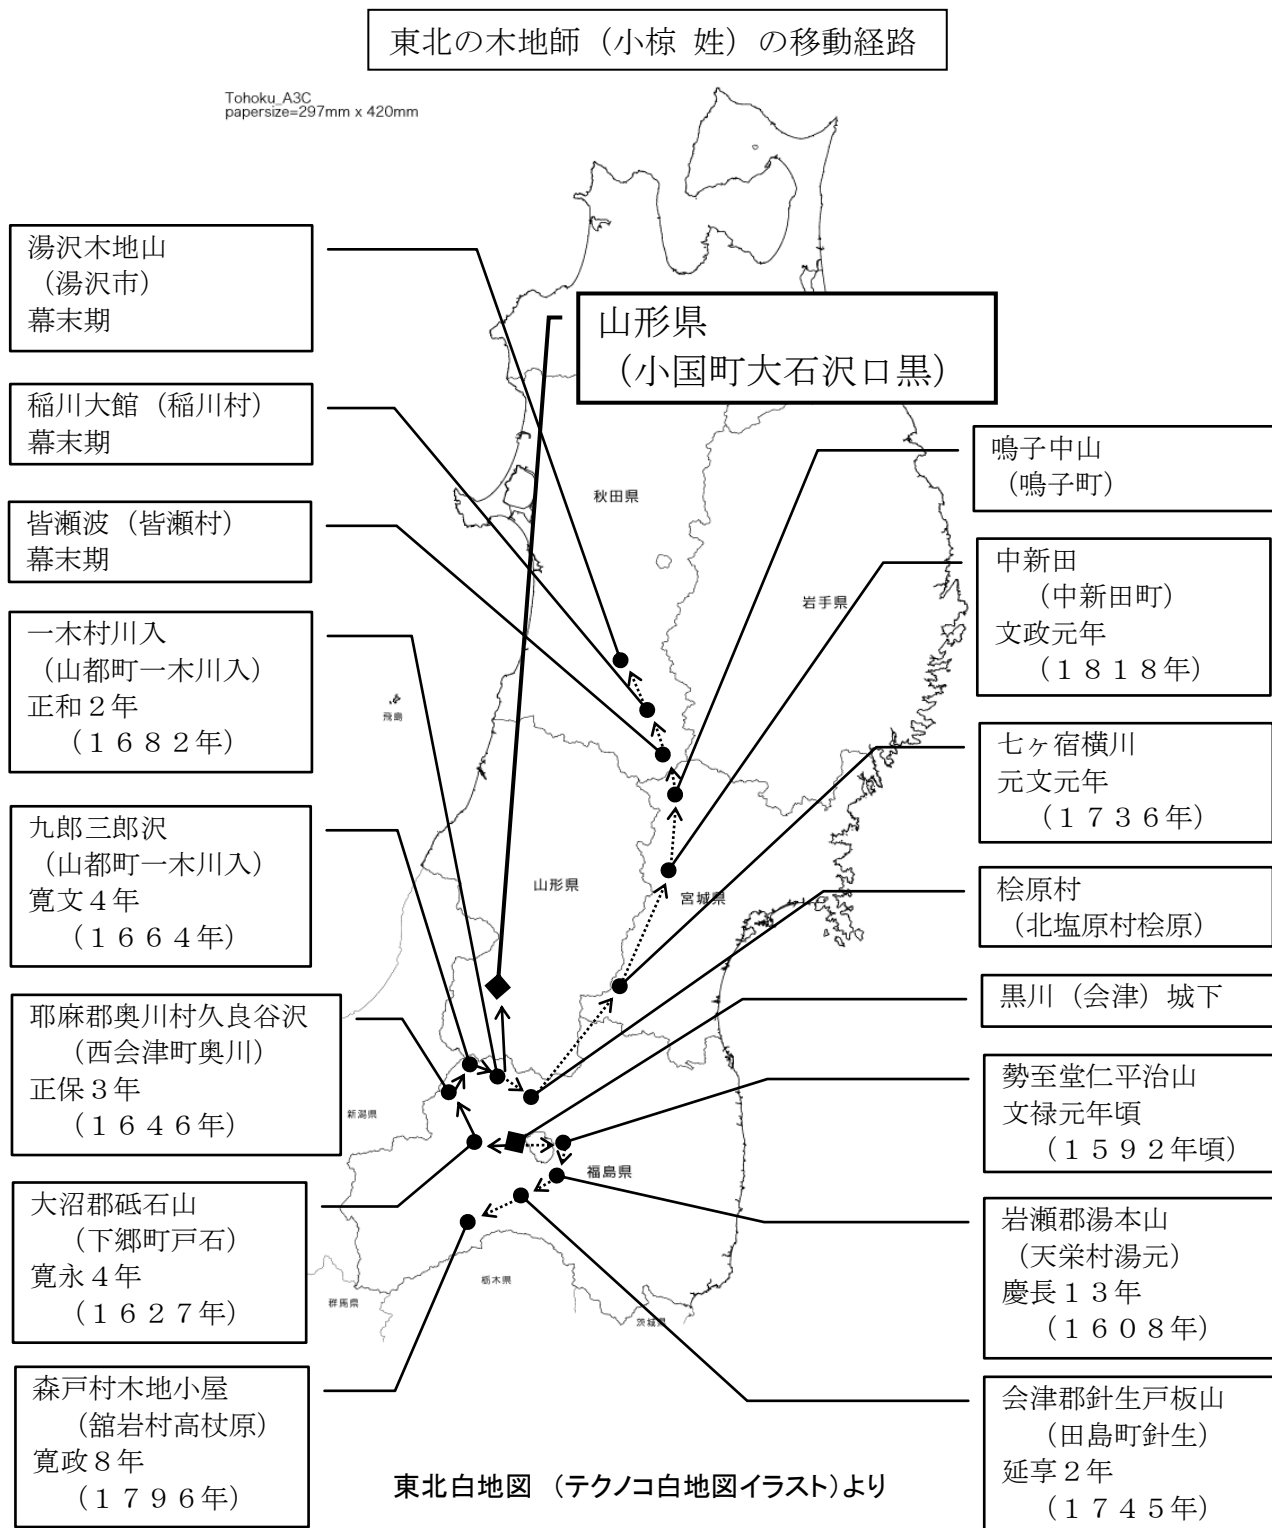 東北の木地師（小椋 姓）の移動経路
Tohoku_A3C
papersize=297mm x 420mm
湯沢木地山
（湯沢市）
幕末期
稲川大館（稲川村）
幕末期
皆瀬波（皆瀬村）
幕末期
一木村川入
（山都町一木川入）
正和２年
（１６８２年）
九郎三郎沢
（山都町一木川入）
寛文４年
（１６６４年）
耶麻郡奥川村久良谷沢
（西会津町奥川）
正保３年
（１６４６年）
大沼郡砥石山
（下郷町戸石）
寛永４年
（１６２７年）
森戸村木地小屋
（舘岩村高杖原）
寛政８年
（１７９６年）
山形県
（小国町大石沢口黒）
秋田県
岩手県
飛島
山形県
宮城県
新潟県
福島県
栃木県
群馬県
茨城県
鳴子中山
（鳴子町）
中新田
（中新田町）
文政元年
（１８１８年）
七ヶ宿横川
元文元年
（１７３６年）
桧原村
（北塩原村桧原）
黒川（会津）城下
勢至堂仁平治山
文禄元年頃
（１５９２年頃）
岩瀬郡湯本山
（天栄村湯元）
慶長１３年
（１６０８年）
会津郡針生戸板山
（田島町針生）
延享２年
（１７４５年）
東北白地図 （テクノコ白地図イラスト）より